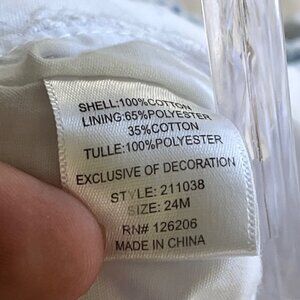 SHELL:100%COTTON
LINING:65%POLYESTER
35%COTTON
TULLE:100%POLYESTER
EXCLUSIVE OF DECORATION
STYLE: 211038
SIZE: 24M
RN# 126206
MADE IN CHINA